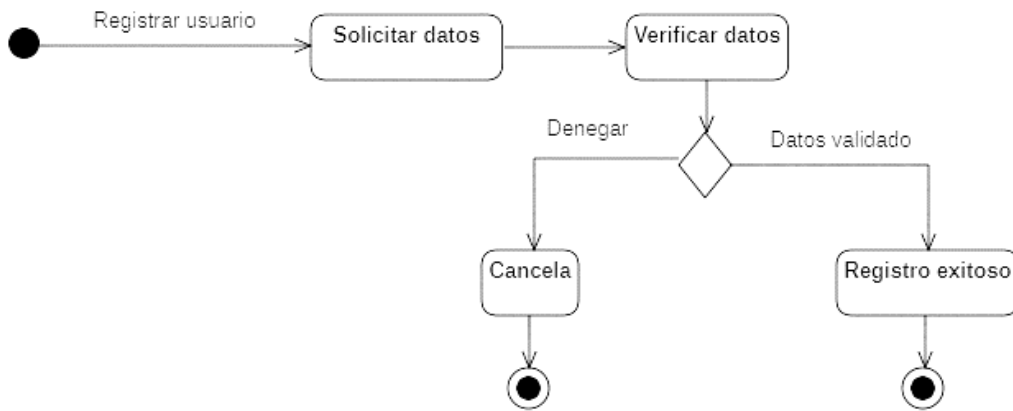 Registrar usuario
Solicitar datos
Verificar datos
Denegar
Datos validado
Cancela
Registro exitoso